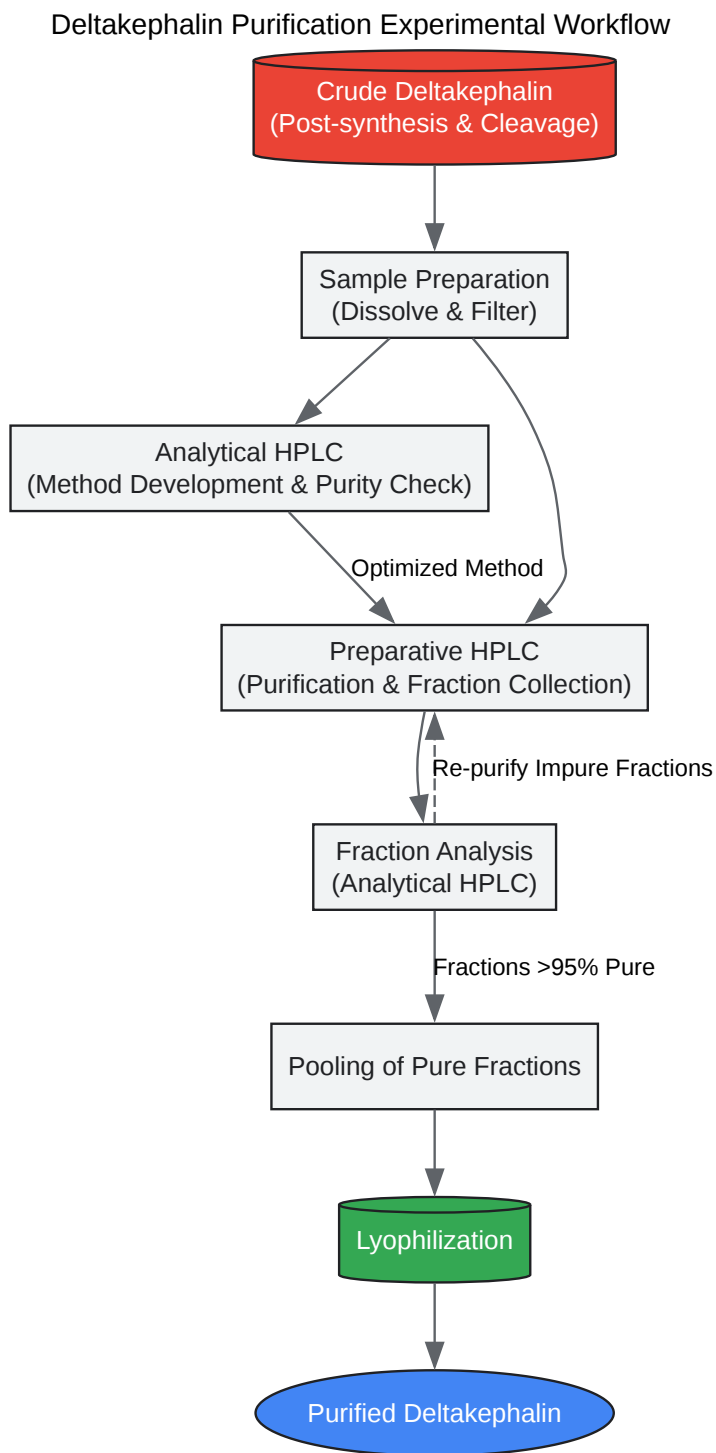 Deltakephalin Purification Experimental Workflow
Crude Deltakephalin
(Post-synthesis & Cleavage)
Sample Preparation
(Dissolve & Filter)
Analytical HPLC
(Method Development & Purity Check)
Optimized Method
Preparative HPLC
(Purification & Fraction Collection)
Re-purify Impure Fractions
Fraction Analysis
(Analytical HPLC)
Fractions >95% Pure
Pooling of Pure Fractions
Lyophilization
Purified Deltakephalin